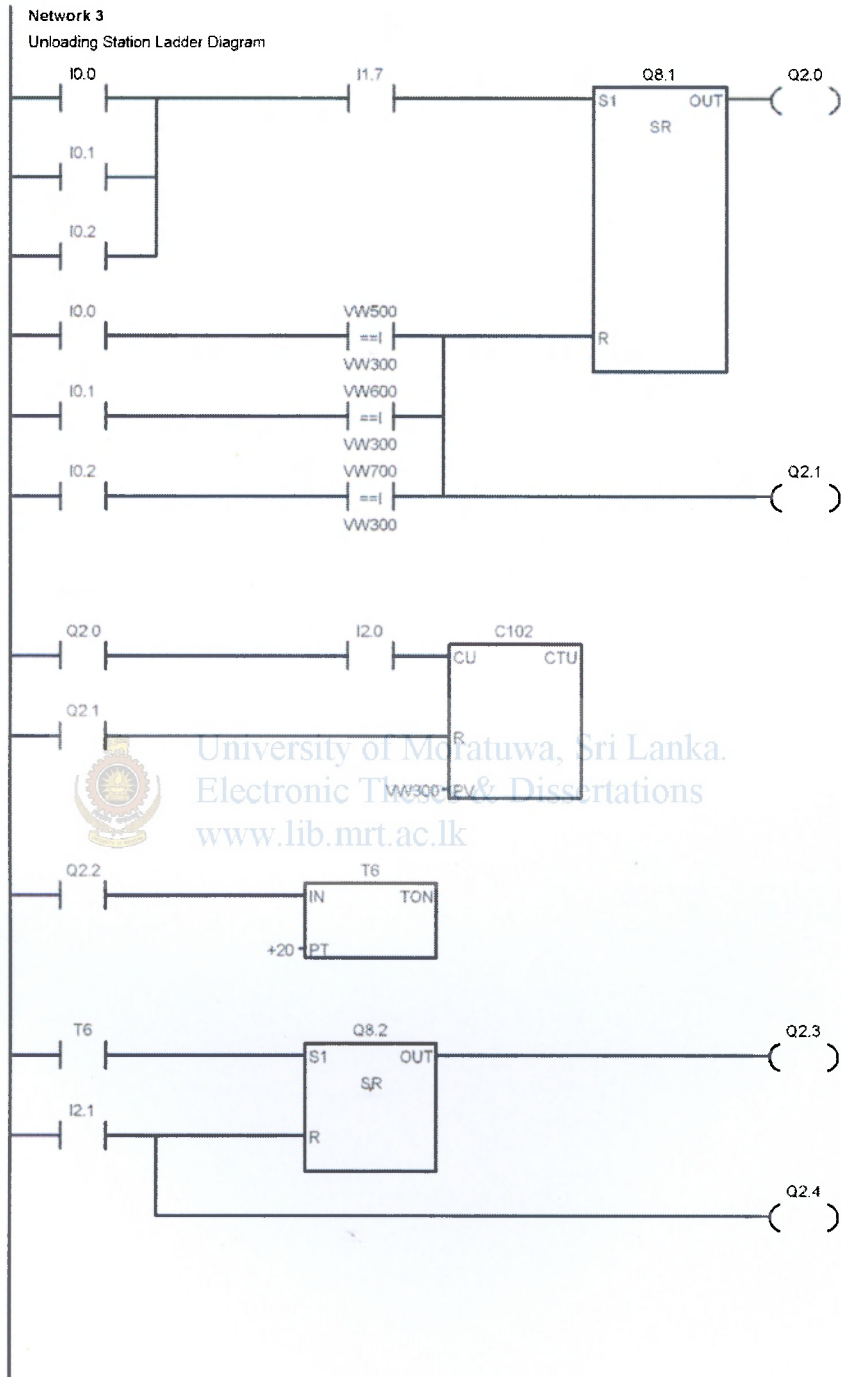 Network 3
Unloading Station Ladder Diagram
I0.0 I1.7 Q8.1 Q2.0
S1 OUT
SR
I0.1
I0.2
I0.0 VW500
==I R
VW300
I0.1 VW600
==I
VW300
I0.2 VW700 Q2.1
==I
VW300
Q2.0 I2.0 C102
CU CTU
Q2.1
R
University of Moratuwa, Sri Lanka.
Electronic Theses & Dissertations
www.lib.mrt.ac.lk
VW300 PV
Q2.2 T6
IN TON
+20 PT
T6 Q8.2 Q2.3
S1 OUT
SR
I2.1
R
Q2.4